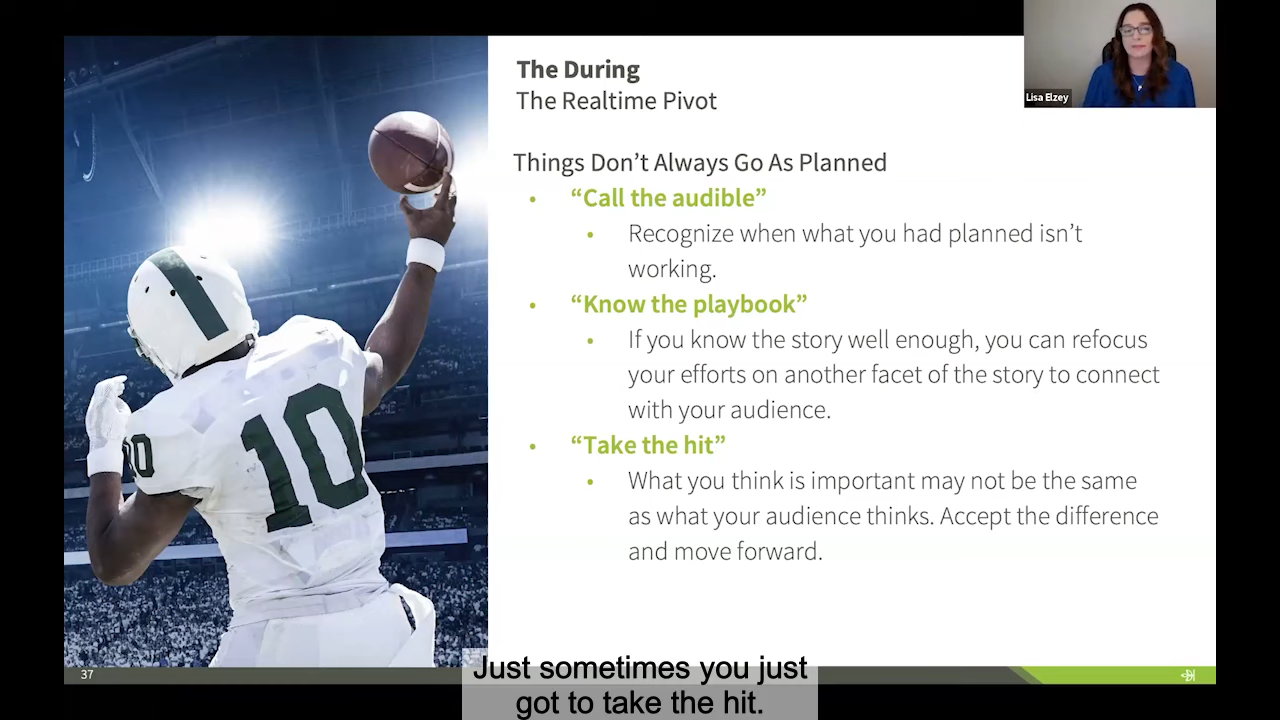 The During
The Realtime Pivot
Lisa Elzey
Things Don’t Always Go As Planned
• “Call the audible”
• Recognize when what you had planned isn’t
working.
• “Know the playbook”
• If you know the story well enough, you can refocus
your efforts on another facet of the story to connect
with your audience.
• “Take the hit”
• What you think is important may not be the same
as what your audience thinks. Accept the difference
and move forward.
10
10
37
Just sometimes you just
got to take the hit.